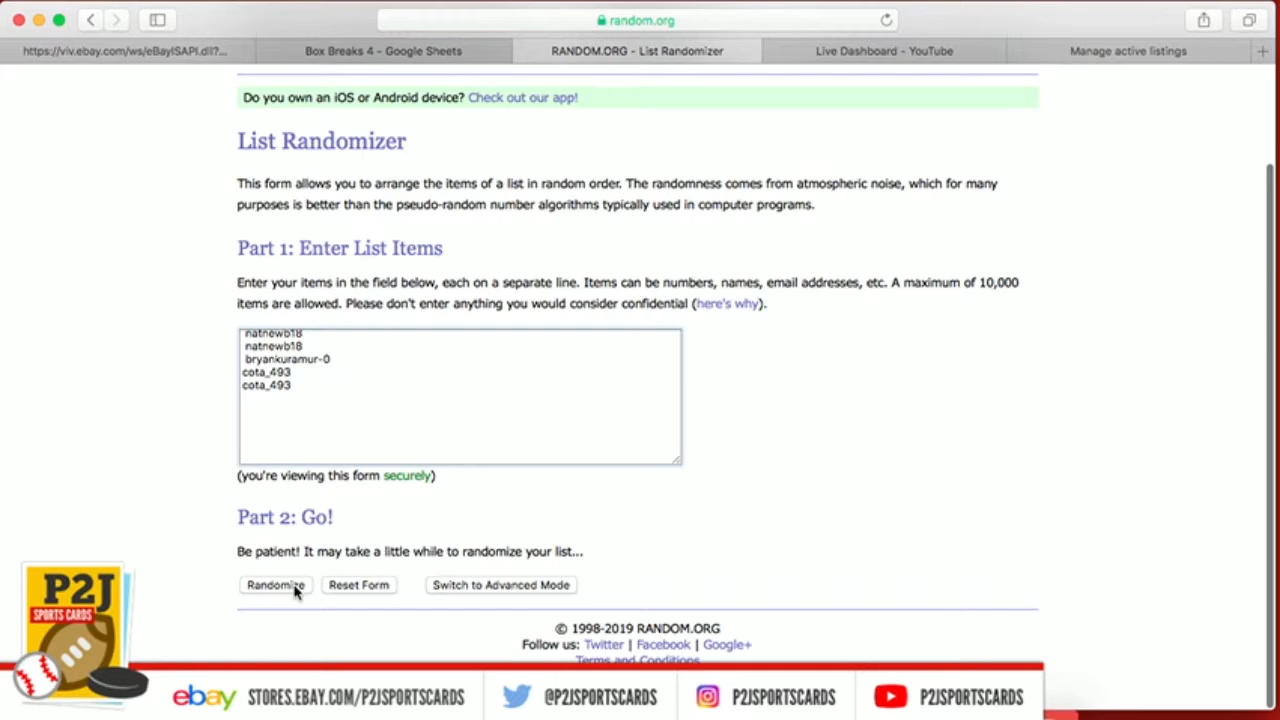 random.org
https://viv.ebay.com/ws/eBayISAPI.dll?...
Box Breaks 4 - Google Sheets
RANDOM.ORG - List Randomizer
Live Dashboard - YouTube
Manage active listings
Do you own an iOS or Android device? Check out our app!
List Randomizer
This form allows you to arrange the items of a list in random order. The randomness comes from atmospheric noise, which for many
purposes is better than the pseudo-random number algorithms typically used in computer programs.
Part 1: Enter List Items
Enter your items in the field below, each on a separate line. Items can be numbers, names, email addresses, etc. A maximum of 10,000
items are allowed. Please don't enter anything you would consider confidential (here's why).
natnewb18
natnewb18
bryankuramur-0
cota_493
cota_493
(you're viewing this form securely)
Part 2: Go!
Be patient! It may take a little while to randomize your list...
Randomize
Reset Form
Switch to Advanced Mode
© 1998-2019 RANDOM.ORG
Follow us: Twitter | Facebook | Google+
Terms and Conditions
P2J
SPORTS CARDS
ebay STORES.EBAY.COM/P2JSPORTSCARDS
@P2JSPORTSCARDS
P2JSPORTSCARDS
P2JSPORTSCARDS